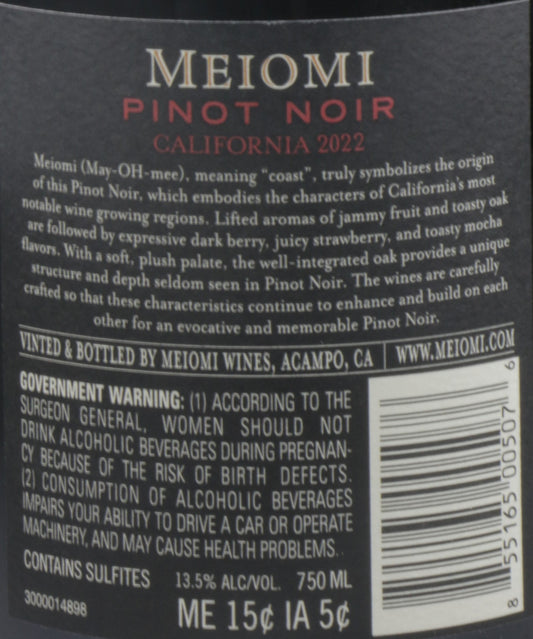 MEIOMI
PINOT NOIR
CALIFORNIA 2022
Meiomi (May-OH-mee), meaning "coast", truly symbolizes the origin
of this Pinot Noir, which embodies the characters of California's most
notable wine growing regions. Lifted aromas of jammy fruit and toasty oak
are followed by expressive dark berry, juicy strawberry, and toasty mocha
flavors. With a soft, plush palate, the well-integrated oak provides a unique
structure and depth seldom seen in Pinot Noir. The wines are carefully
crafted so that these characteristics continue to enhance and build on each
other for an evocative and memorable Pinot Noir.
VINTED & BOTTLED BY MEIOMI WINES, ACAMPO, CA | WWW.MEIOMI.COM
GOVERNMENT WARNING: (1) ACCORDING TO THE
SURGEON GENERAL, WOMEN SHOULD NOT
DRINK ALCOHOLIC BEVERAGES DURING PREGNAN-
CY BECAUSE OF THE RISK OF BIRTH DEFECTS.
(2) CONSUMPTION OF ALCOHOLIC BEVERAGES
IMPAIRS YOUR ABILITY TO DRIVE A CAR OR OPERATE
MACHINERY, AND MAY CAUSE HEALTH PROBLEMS.
CONTAINS SULFITES 13.5% ALC/VOL. 750 ML
3000014898 ME 15¢ IA 5¢
8 55165 00507 6